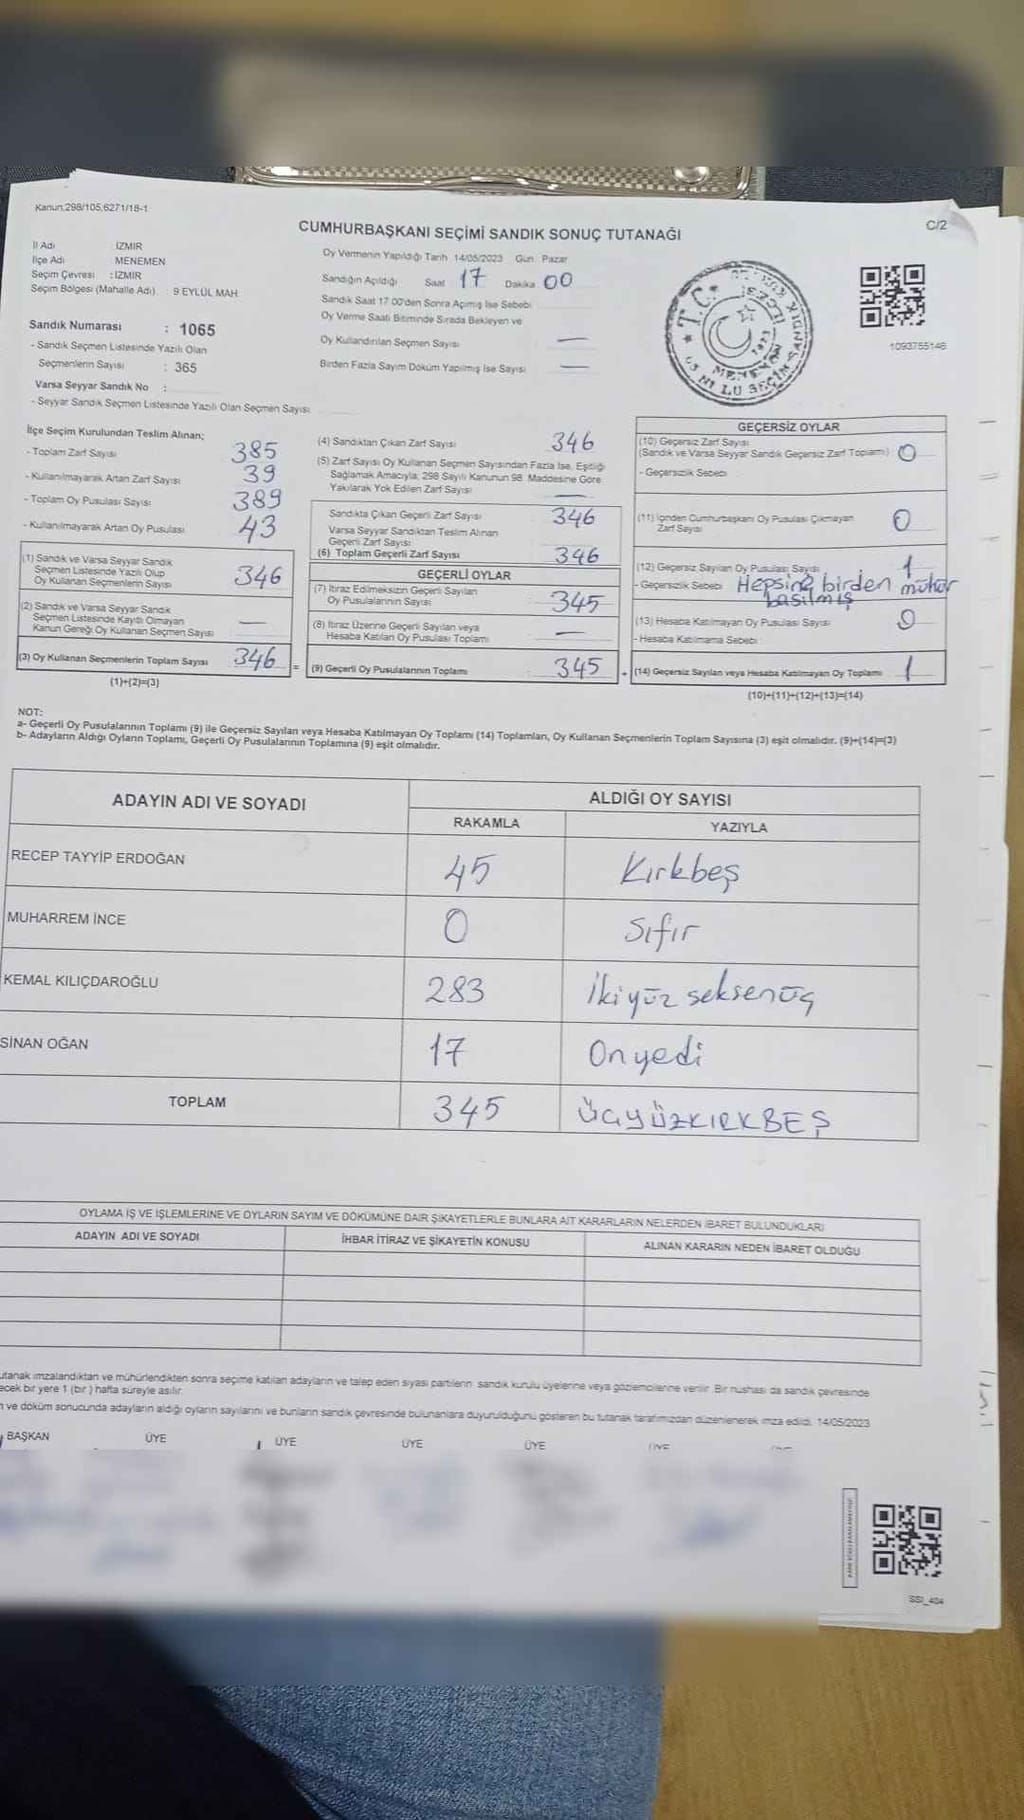 Kanun;298/105,6271/18-1
C/2
CUMHURBAŞKANI SEÇİMİ SANDIK SONUÇ TUTANAĞI
İl Adı İZMİR
İlçe Adı MENEMEN
Seçim Çevresi : İZMİR
Seçim Bölgesi (Mahalle Adı) : 9 EYLÜL MAH.
Sandık Numarası : 1065
- Sandık Seçmen Listesinde Yazılı Olan
Seçmenlerin Sayısı : 365
Varsa Seyyar Sandık No :
- Seyyar Sandık Seçmen Listesinde Yazılı Olan Seçmen Sayısı
Oy Vermenin Yapıldığı Tarih 14/05/2023 Gün: Pazar
Sandığın Açıldığı Saat 17 Dakika 00
Sandık Saat 17.00'den Sonra Açımış İse Sebebi
Oy Verme Saati Bitiminde Sırada Bekleyen ve
Oy Kullandırılan Seçmen Sayısı —
Birden Fazla Sayım Döküm Yapılmış İse Sayısı —
T.C.
MENEMEN
1093755146
İlçe Seçim Kurulundan Teslim Alınan;
- Toplam Zarf Sayısı 385
- Kullanılmayarak Artan Zarf Sayısı 39
- Toplam Oy Pusulası Sayısı 389
- Kullanılmayarak Artan Oy Pusulası 43
(1) Sandık ve Varsa Seyyar Sandık
Seçmen Listesinde Yazılı Olup
Oy Kullanan Seçmenlerin Sayısı 346
(2) Sandık ve Varsa Seyyar Sandık
Seçmen Listesinde Kayıtlı Olmayan
Kanun Gereği Oy Kullanan Seçmen Sayısı —
(3) Oy Kullanan Seçmenlerin Toplam Sayısı 346 =
(1)+(2)=(3)
(4) Sandıktan Çıkan Zarf Sayısı 346
(5) Zarf Sayısı Oy Kullanan Seçmen Sayısından Fazla İse, Eşitliği
Sağlamak Amacıyla; 298 Sayılı Kanunun 98. Maddesine Göre
Yakılarak Yok Edilen Zarf Sayısı —
Sandıkta Çıkan Geçerli Zarf Sayısı 346
Varsa Seyyar Sandıktan Teslim Alınan
Geçerli Zarf Sayısı
(6) Toplam Geçerli Zarf Sayısı 346
GEÇERLİ OYLAR
(7) İtiraz Edilmeksizin Geçerli Sayılan
Oy Pusulalarının Sayısı 345
(8) İtiraz Üzerine Geçerli Sayılan veya
Hesaba Katılan Oy Pusulası Toplamı —
(9) Geçerli Oy Pusulalarının Toplamı 345 +
GEÇERSİZ OYLAR
(10) Geçersiz Zarf Sayısı
(Sandık ve Varsa Seyyar Sandık Geçersiz Zarf Toplamı) 0
- Geçersizlik Sebebi
(11) İçinden Cumhurbaşkanı Oy Pusulası Çıkmayan
Zarf Sayısı 0
(12) Geçersiz Sayılan Oy Pusulası Sayısı 1
- Geçersizlik Sebebi Hepsine birden mühür
basılmış
(13) Hesaba Katılmayan Oy Pusulası Sayısı 0
- Hesaba Katılmama Sebebi
(14) Geçersiz Sayılan veya Hesaba Katılmayan Oy Toplamı 1
(10)+(11)+(12)+(13)=(14)
NOT:
a- Geçerli Oy Pusulalarının Toplamı (9) ile Geçersiz Sayılan veya Hesaba Katılmayan Oy Toplamı (14) Toplamları, Oy Kullanan Seçmenlerin Toplam Sayısına (3) eşit olmalıdır. (9)+(14)=(3)
b- Adayların Aldığı Oyların Toplamı, Geçerli Oy Pusulalarının Toplamına (9) eşit olmalıdır.
ADAYIN ADI VE SOYADI ALDIĞI OY SAYISI
RAKAMLA YAZIYLA
RECEP TAYYİP ERDOĞAN 45 Kırkbeş
MUHARREM İNCE 0 Sıfır
KEMAL KILIÇDAROĞLU 283 İkiyüz seksenüç
SİNAN OĞAN 17 Onyedi
TOPLAM 345 ÜÇYÜZKIRKBEŞ
OYLAMA İŞ VE İŞLEMLERİNE VE OYLARIN SAYIM VE DÖKÜMÜNE DAİR ŞİKAYETLERLE BUNLARA AİT KARARLARIN NELERDEN İBARET BULUNDUKLARI
ADAYIN ADI VE SOYADI İHBAR İTİRAZ VE ŞİKAYETİN KONUSU ALINAN KARARIN NEDEN İBARET OLDUĞU
utanak imzalandıktan ve mühürlendikten sonra seçime katılan adayların ve talep eden siyasi partilerin sandık kurulu üyelerine veya gözlemcilerine verilir. Bir nüshası da sandık çevresinde
ecek bir yere 1 (bir) hafta süreyle asılır.
ve döküm sonucunda adayların aldığı oyların sayılarını ve bunların sandık çevresinde bulunanlara duyurulduğunu gösteren bu tutanak tarafımızdan düzenlenerek imza edildi. 14/05/2023
BAŞKAN ÜYE ÜYE ÜYE ÜYE ÜYE
SSI_404